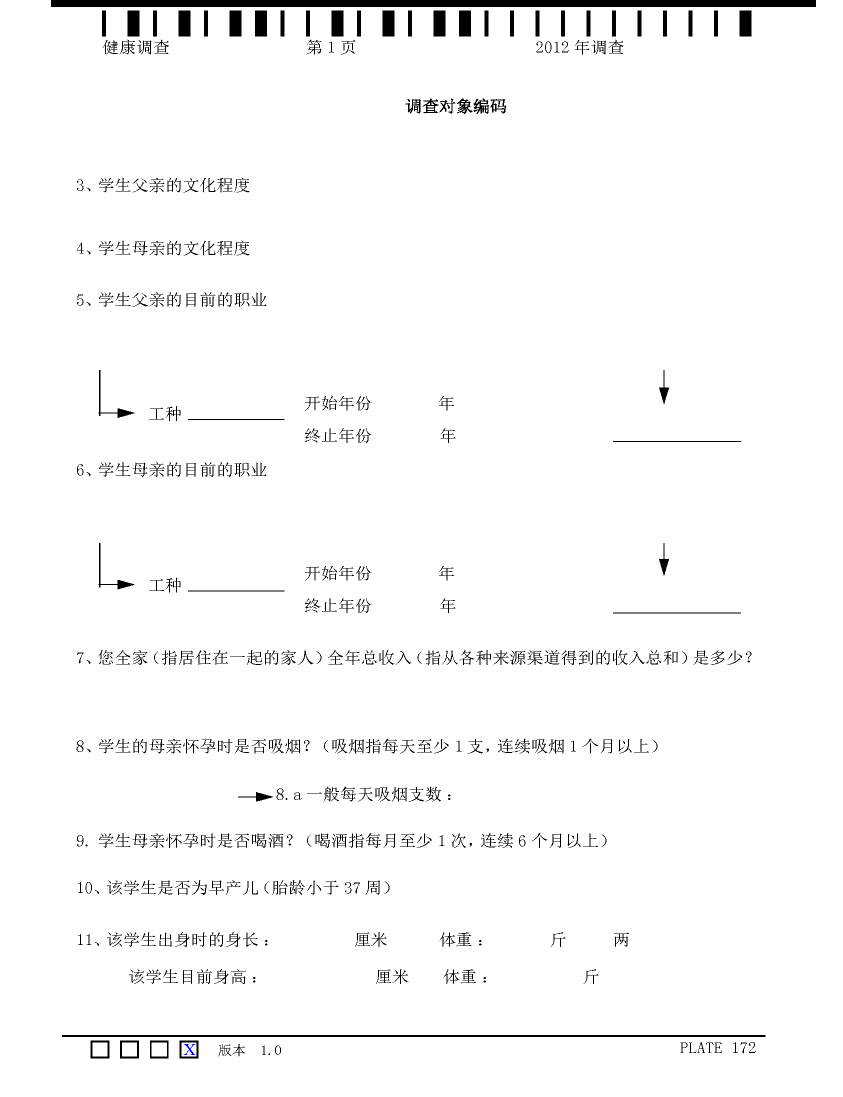 健康调查 第 1 页 2012 年调查
调查对象编码
3、学生父亲的文化程度
4、学生母亲的文化程度
5、学生父亲的目前的职业
工种 开始年份 年
终止年份 年
6、学生母亲的目前的职业
工种 开始年份 年
终止年份 年
7、您全家（指居住在一起的家人）全年总收入（指从各种来源渠道得到的收入总和）是多少？
8、学生的母亲怀孕时是否吸烟？（吸烟指每天至少 1 支，连续吸烟 1 个月以上）
8.a 一般每天吸烟支数：
9. 学生母亲怀孕时是否喝酒？（喝酒指每月至少 1 次，连续 6 个月以上）
10、该学生是否为早产儿（胎龄小于 37 周）
11、该学生出身时的身长： 厘米 体重： 斤 两
该学生目前身高： 厘米 体重： 斤
X 版本 1.0 PLATE 172